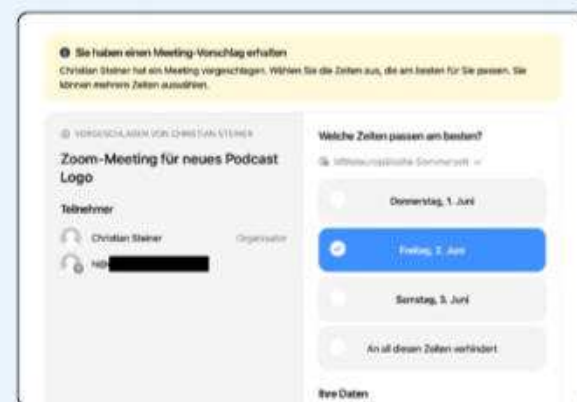 Sie haben einen Meeting-Vorschlag erhalten
Christian Steiner hat ein Meeting vorgeschlagen. Wählen Sie die Zeiten aus, die am besten für Sie passen. Sie
können mehrere Zeiten auswählen.
VORGESCHLAGEN VON CHRISTIAN STEINER
Zoom-Meeting für neues Podcast
Logo
Teilnehmer
Christian Steiner Organisator
Welche Zeiten passen am besten?
Mitteleuropäische Sommerzeit
Donnerstag, 1. Juni
Freitag, 2. Juni
Samstag, 3. Juni
An all diesen Zeiten verhindert
Ihre Daten